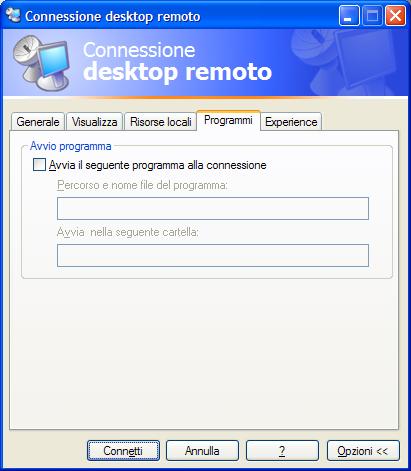 Connessione desktop remoto
Connessione
desktop remoto
Generale Visualizza Risorse locali Programmi Experience
Avvio programma
Avvia il seguente programma alla connessione
Percorso e nome file del programma:
Avvia nella seguente cartella:
Connetti Annulla ? Opzioni <<